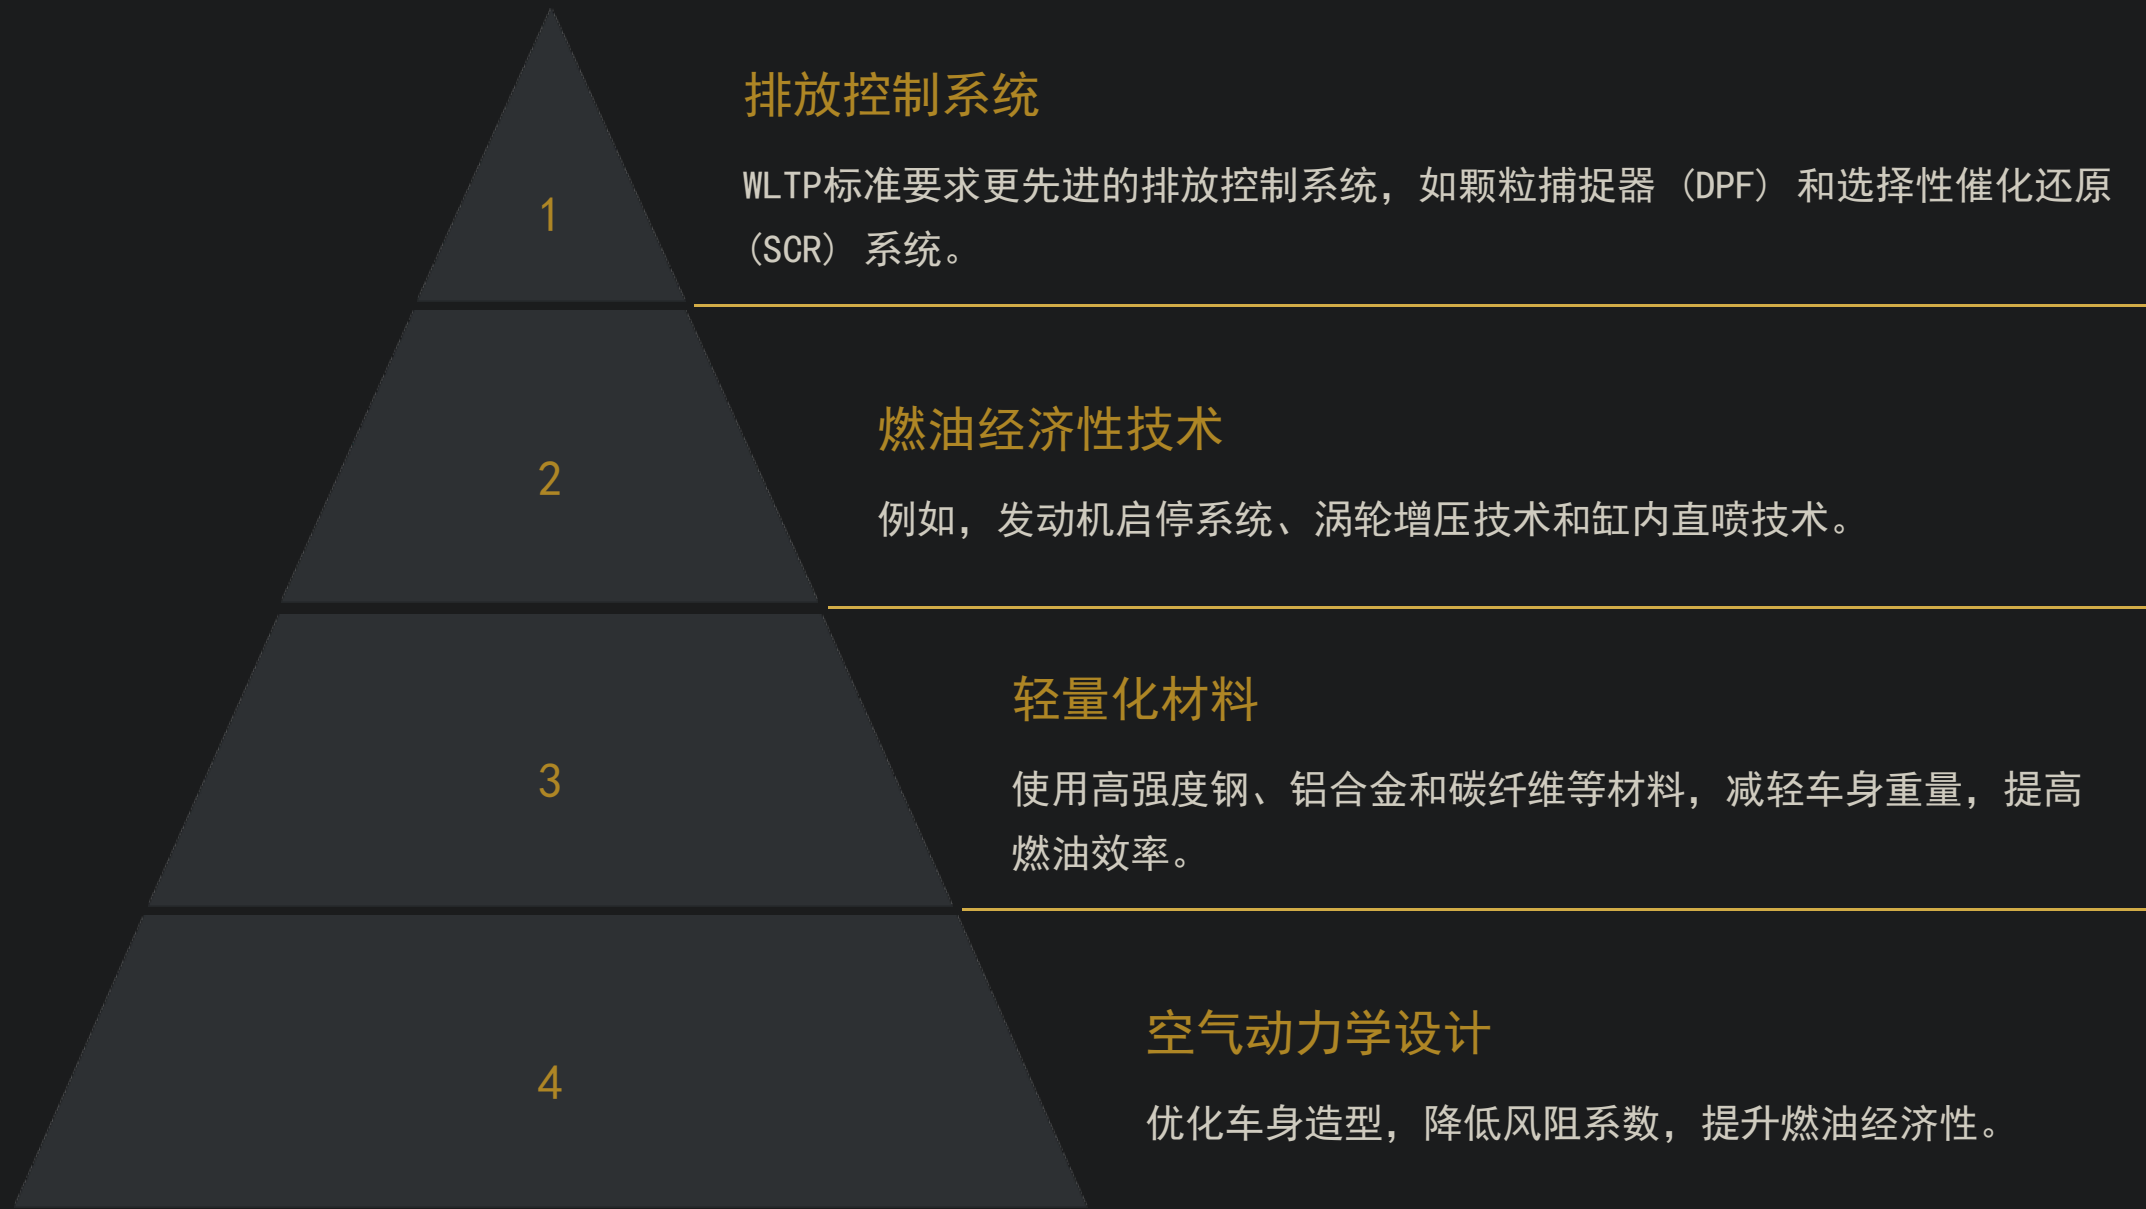 排放控制系统
WLTP标准要求更先进的排放控制系统，如颗粒捕捉器 (DPF) 和选择性催化还原
(SCR) 系统。
1
燃油经济性技术
例如，发动机启停系统、涡轮增压技术和缸内直喷技术。
2
轻量化材料
使用高强度钢、铝合金和碳纤维等材料，减轻车身重量，提高
燃油效率。
3
空气动力学设计
优化车身造型，降低风阻系数，提升燃油经济性。
4